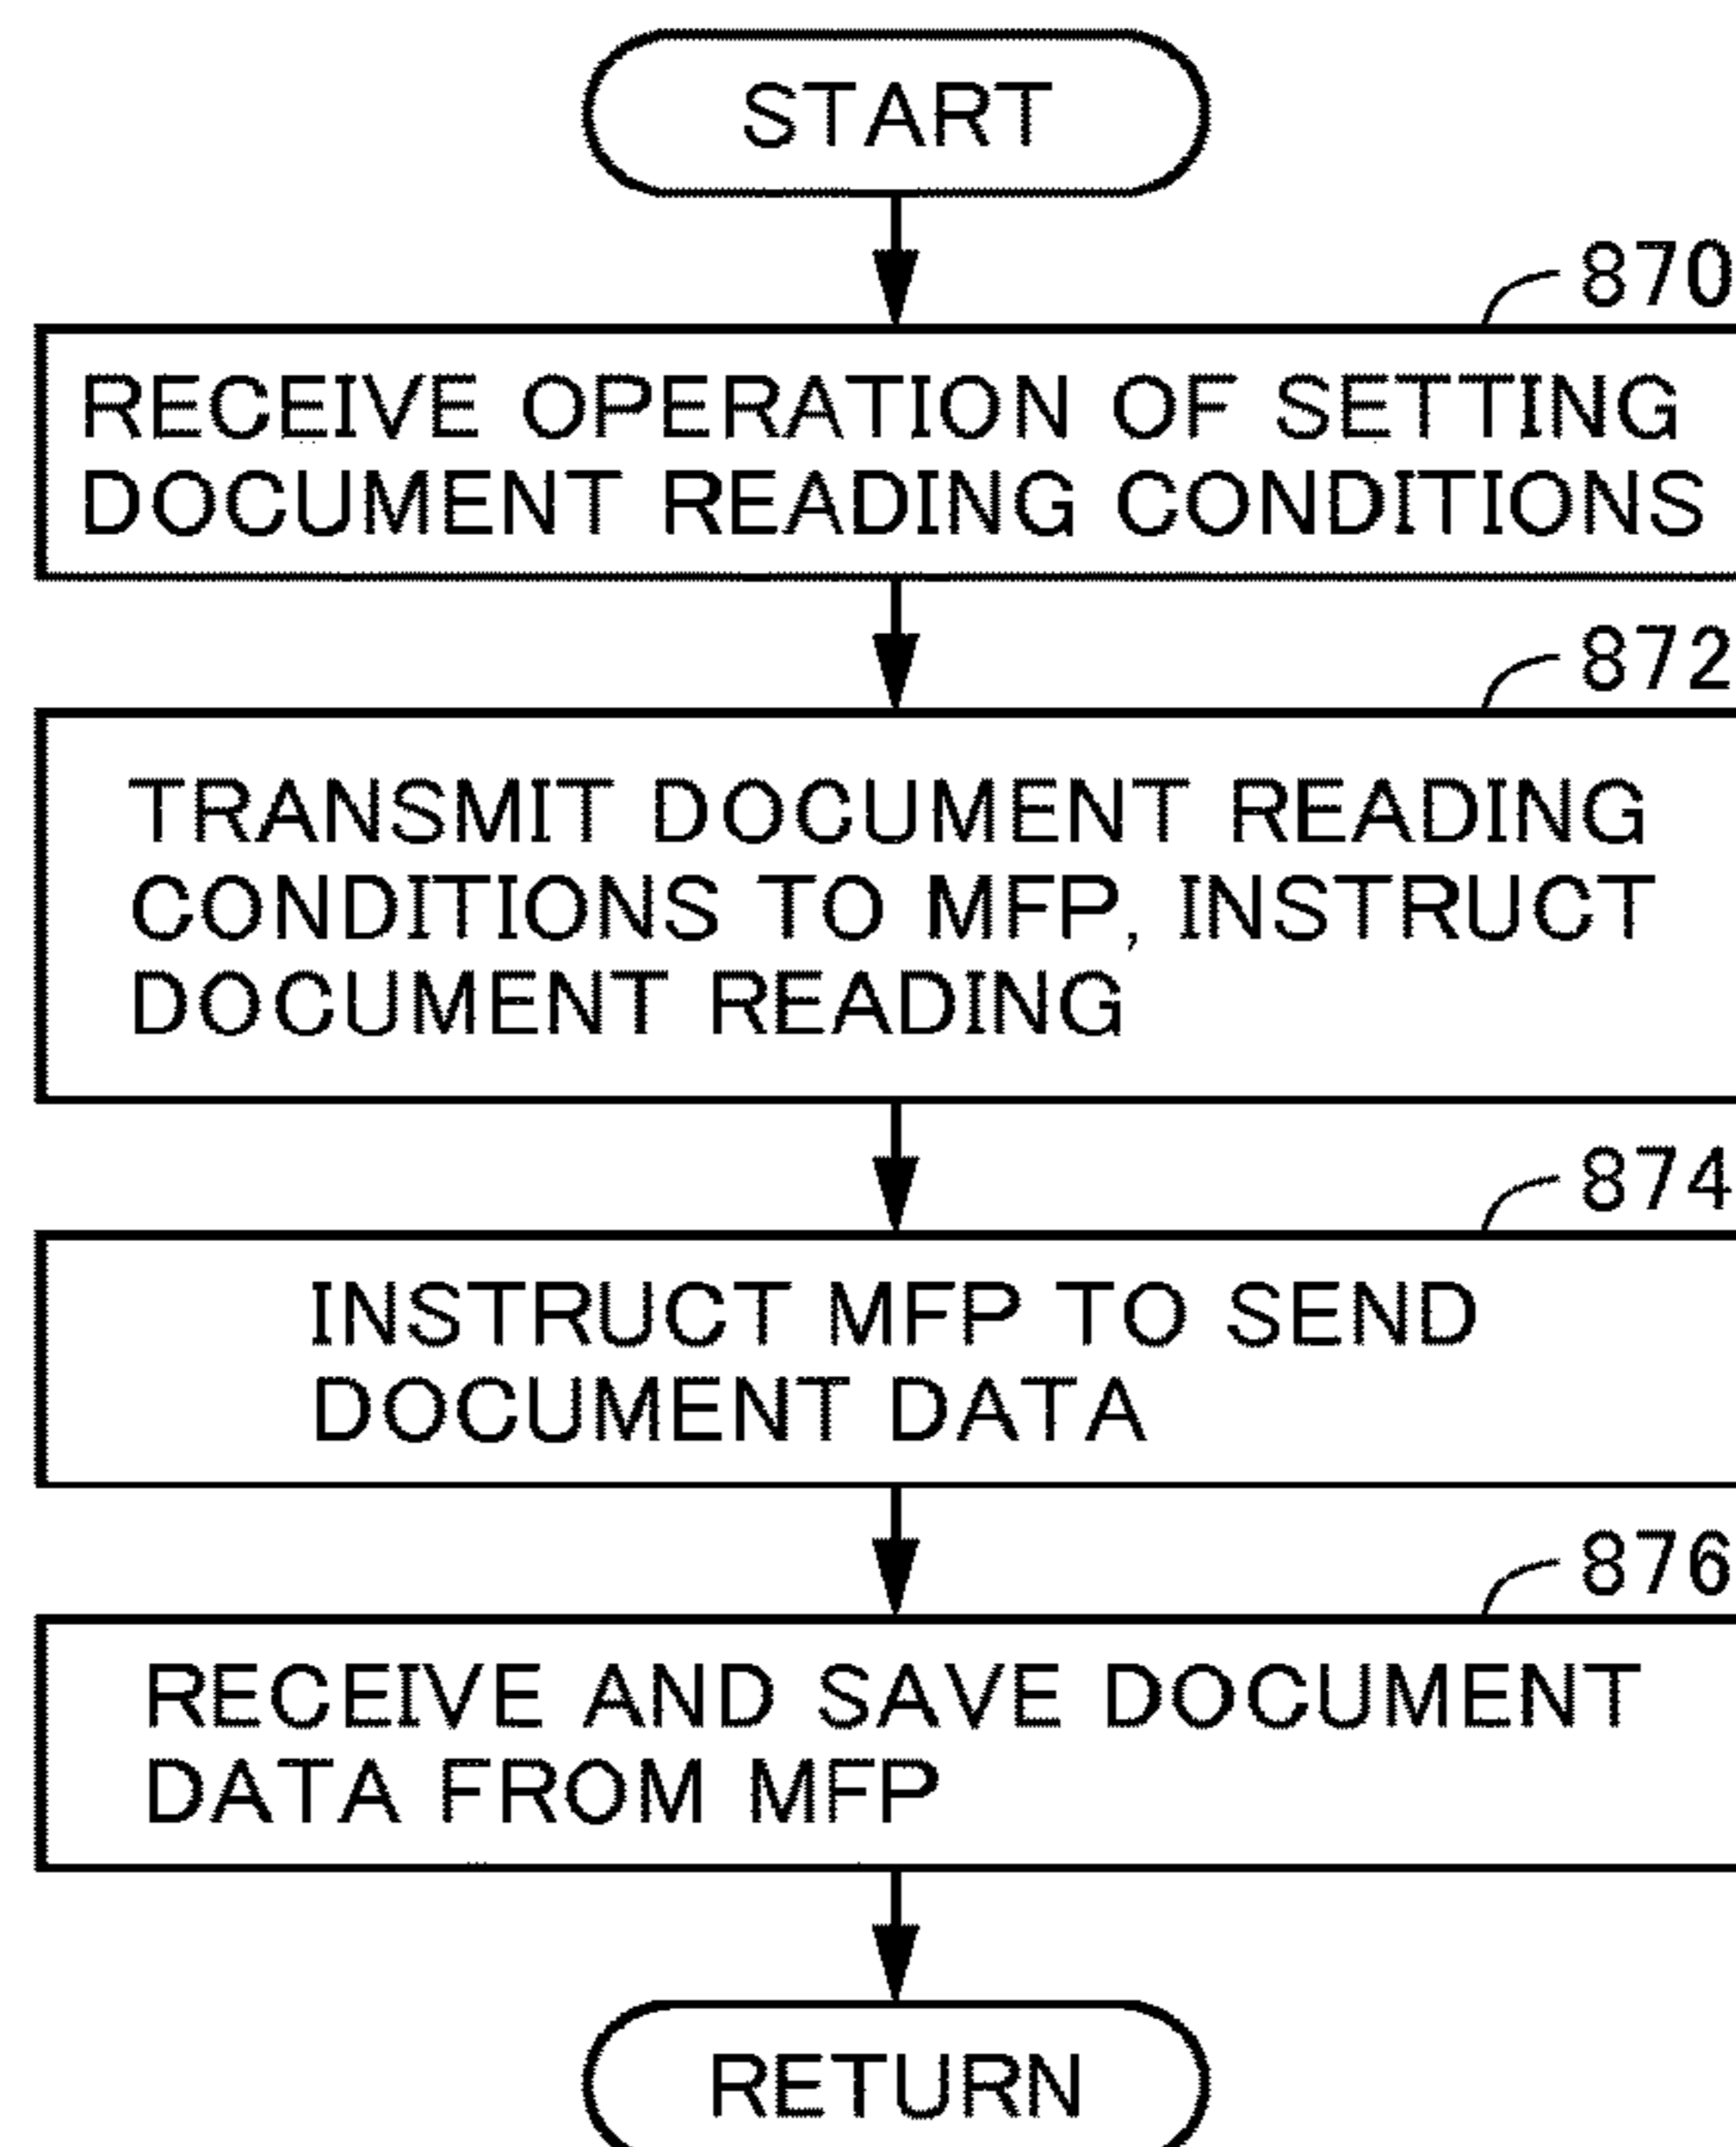 START
870
RECEIVE OPERATION OF SETTING
DOCUMENT READING CONDITIONS
872
TRANSMIT DOCUMENT READING
CONDITIONS TO MFP, INSTRUCT
DOCUMENT READING
874
INSTRUCT MFP TO SEND
DOCUMENT DATA
876
RECEIVE AND SAVE DOCUMENT
DATA FROM MFP
RETURN